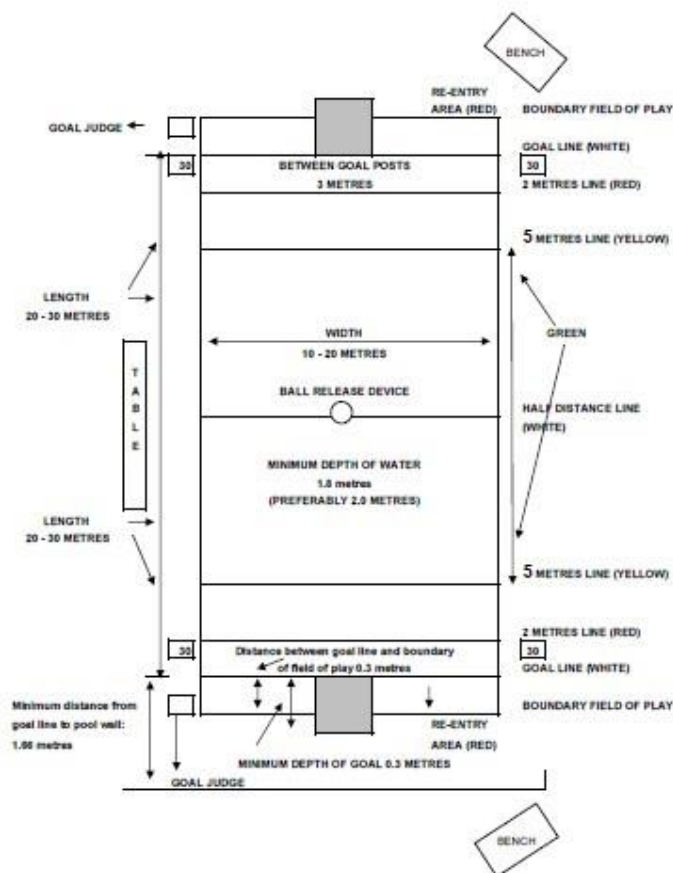 BENCH
RE-ENTRY
AREA (RED)
BOUNDARY FIELD OF PLAY
GOAL JUDGE
GOAL LINE (WHITE)
30
BETWEEN GOAL POSTS
30
3 METRES
2 METRES LINE (RED)
5 METRES LINE (YELLOW)
LENGTH
20 - 30 METRES
WIDTH
10 - 20 METRES
GREEN
TABLE
BALL RELEASE DEVICE
HALF DISTANCE LINE
(WHITE)
MINIMUM DEPTH OF WATER
1.8 metres
(PREFERABLY 2.0 METRES)
LENGTH
20 - 30 METRES
5 METRES LINE (YELLOW)
2 METRES LINE (RED)
30
Distance between goal line and boundary
of field of play 0.3 metres
30
GOAL LINE (WHITE)
Minimum distance from
goal line to pool wall:
1.66 metres
BOUNDARY FIELD OF PLAY
RE-ENTRY
AREA (RED)
MINIMUM DEPTH OF GOAL 0.3 METRES
GOAL JUDGE
BENCH